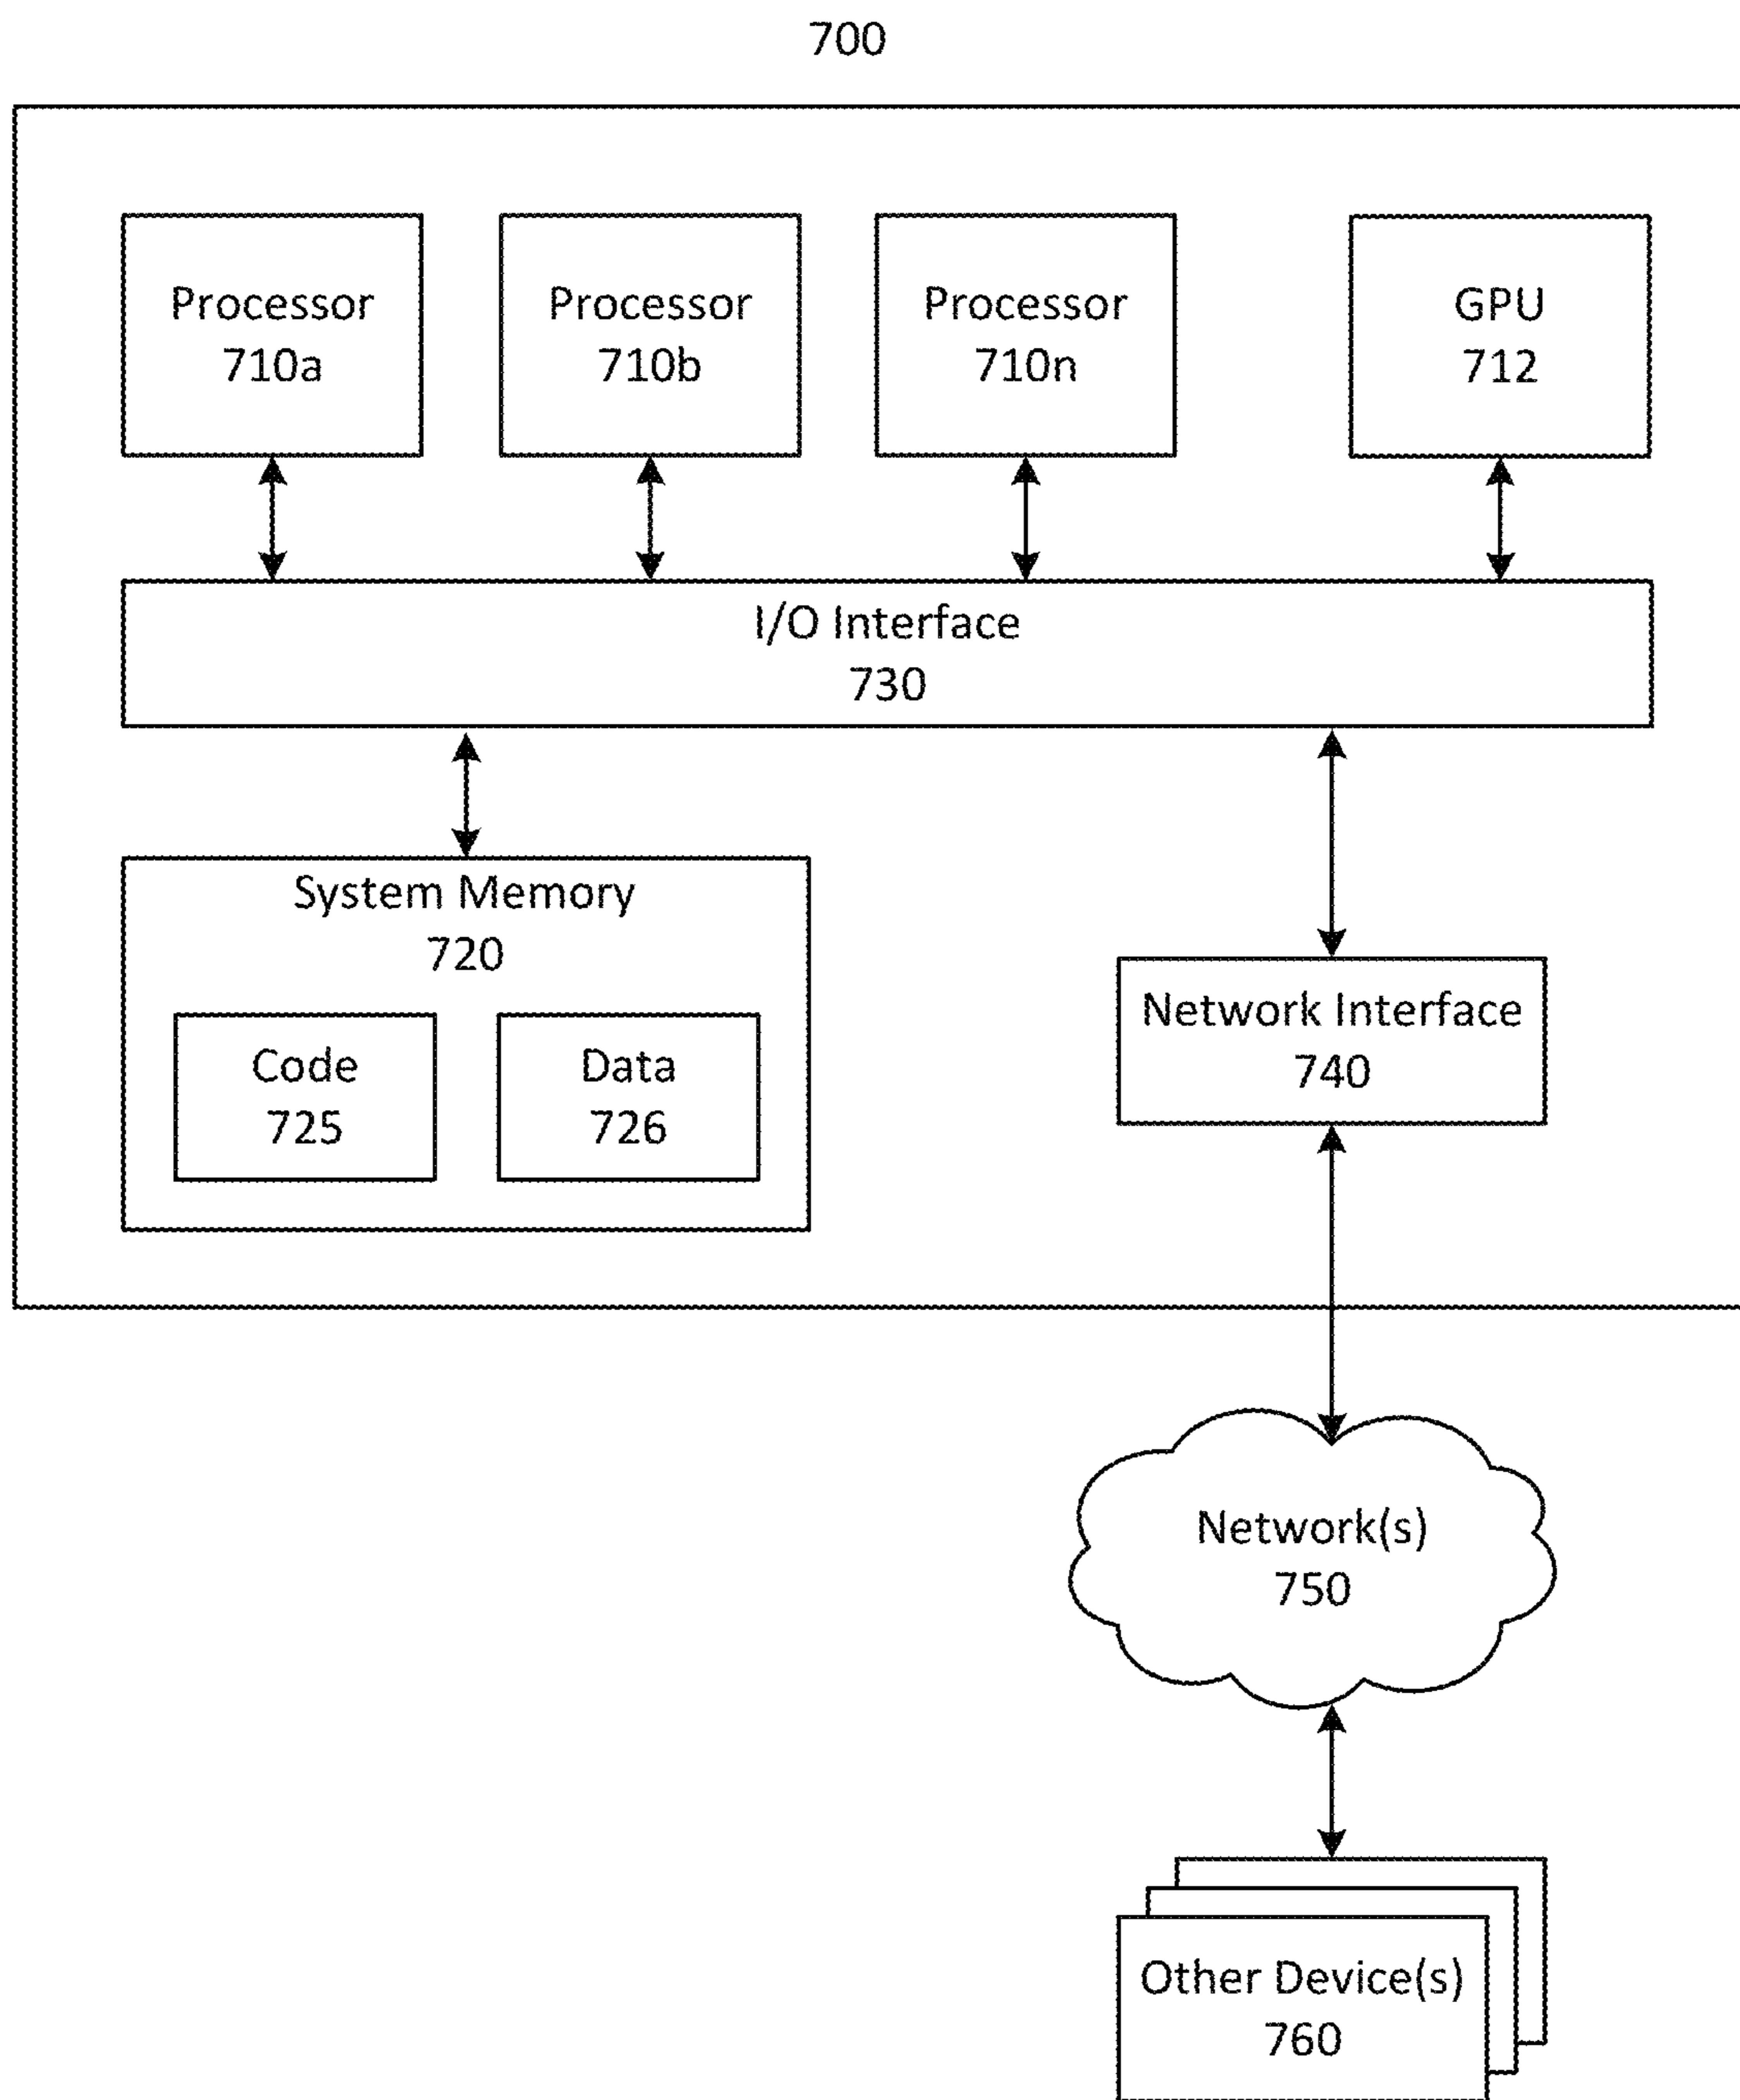 700
Processor
710a
Processor
710b
Processor
710n
GPU
712
I/O Interface
730
System Memory
720
Code
725
Data
726
Network Interface
740
Network(s)
750
Other Device(s)
760